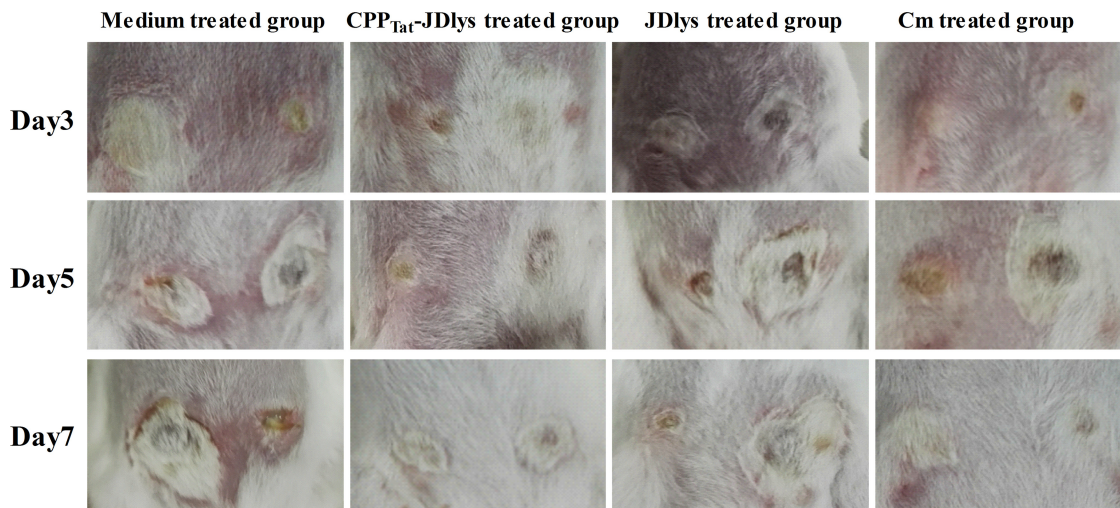 Medium treated group CPPTat-JDlys treated group JDlys treated group Cm treated group
Day3
Day5
Day7